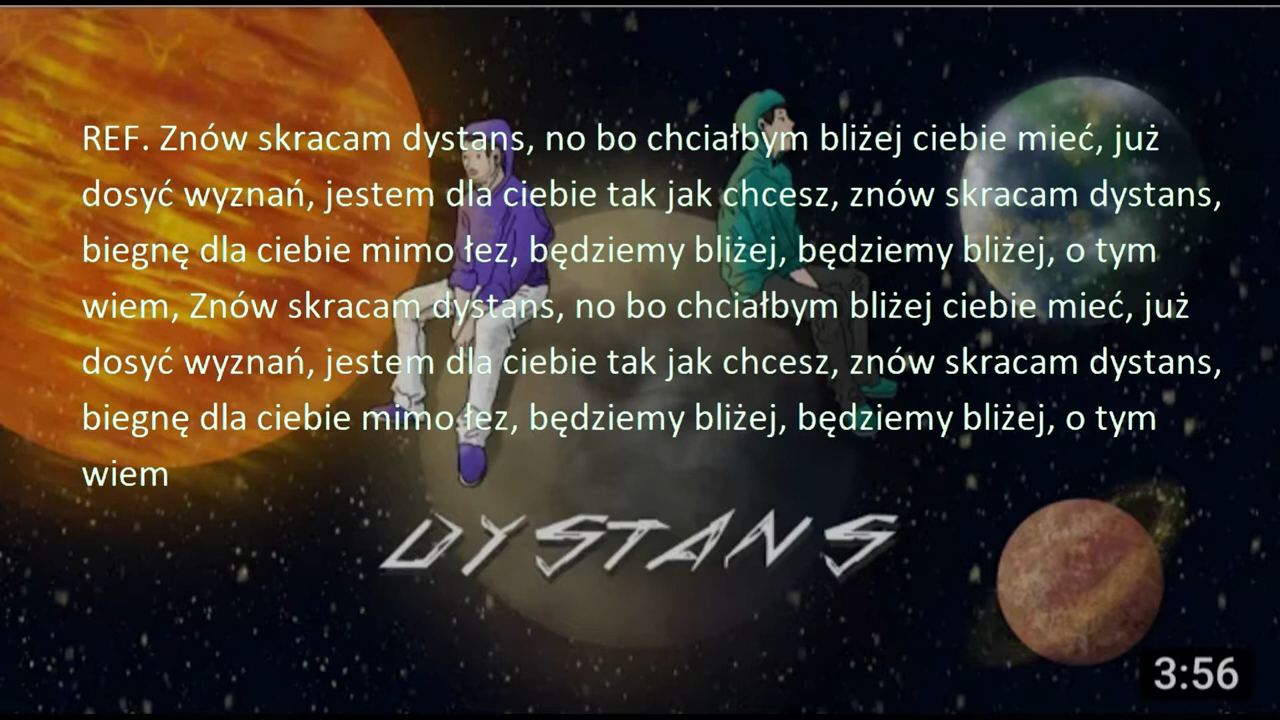 REF. Znów skracam dystans, no bo chciałbym bliżej ciebie mieć, już
dosyć wyznań, jestem dla ciebie tak jak chcesz, znów skracam dystans,
biegnę dla ciebie mimo łez, będziemy bliżej, będziemy bliżej, o tym
wiem, Znów skracam dystans, no bo chciałbym bliżej ciebie mieć, już
dosyć wyznań, jestem dla ciebie tak jak chcesz, znów skracam dystans,
biegnę dla ciebie mimo łez, będziemy bliżej, będziemy bliżej, o tym
wiem
DYSTANS
3:56